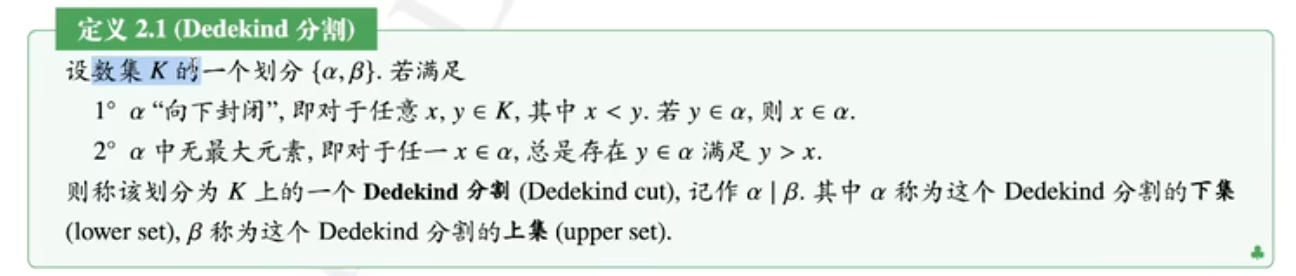 定义 2.1 (Dedekind 分割)
设数集 K 的一个划分 {α, β}. 若满足
1° α “向下封闭”, 即对于任意 x, y ∈ K, 其中 x < y. 若 y ∈ α, 则 x ∈ α.
2° α 中无最大元素, 即对于任一 x ∈ α, 总是存在 y ∈ α 满足 y > x.
则称该划分为 K 上的一个 Dedekind 分割 (Dedekind cut), 记作 α | β. 其中 α 称为这个 Dedekind 分割的下集
(lower set), β 称为这个 Dedekind 分割的上集 (upper set).